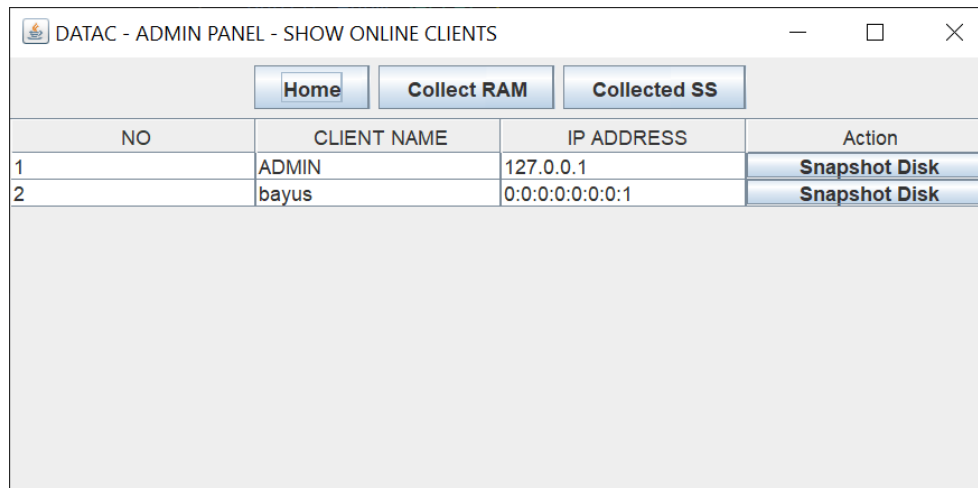 DATAC - ADMIN PANEL - SHOW ONLINE CLIENTS
Home Collect RAM Collected SS
NO CLIENT NAME IP ADDRESS Action
1 ADMIN 127.0.0.1 Snapshot Disk
2 bayus 0:0:0:0:0:0:0:1 Snapshot Disk